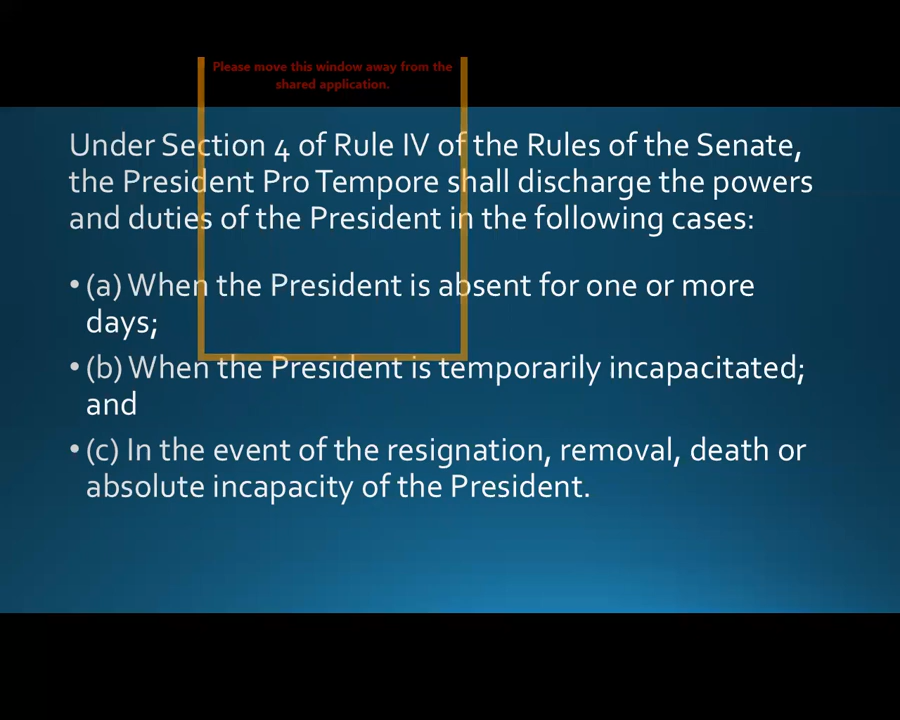 Please move this window away from the
shared application.
Under Section 4 of Rule IV of the Rules of the Senate,
the President Pro Tempore shall discharge the powers
and duties of the President in the following cases:
• (a) When the President is absent for one or more
days;
• (b) When the President is temporarily incapacitated;
and
• (c) In the event of the resignation, removal, death or
absolute incapacity of the President.